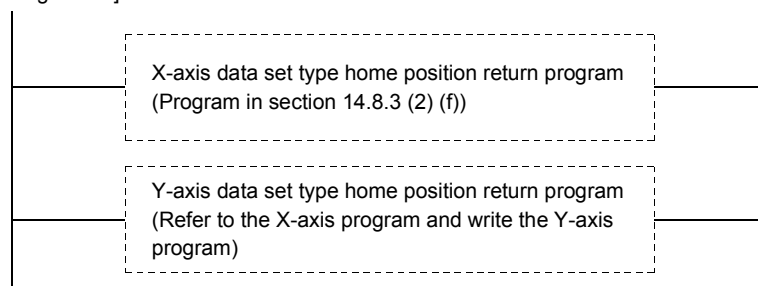 X-axis data set type home position return program
(Program in section 14.8.3 (2) (f))
Y-axis data set type home position return program
(Refer to the X-axis program and write the Y-axis
program)